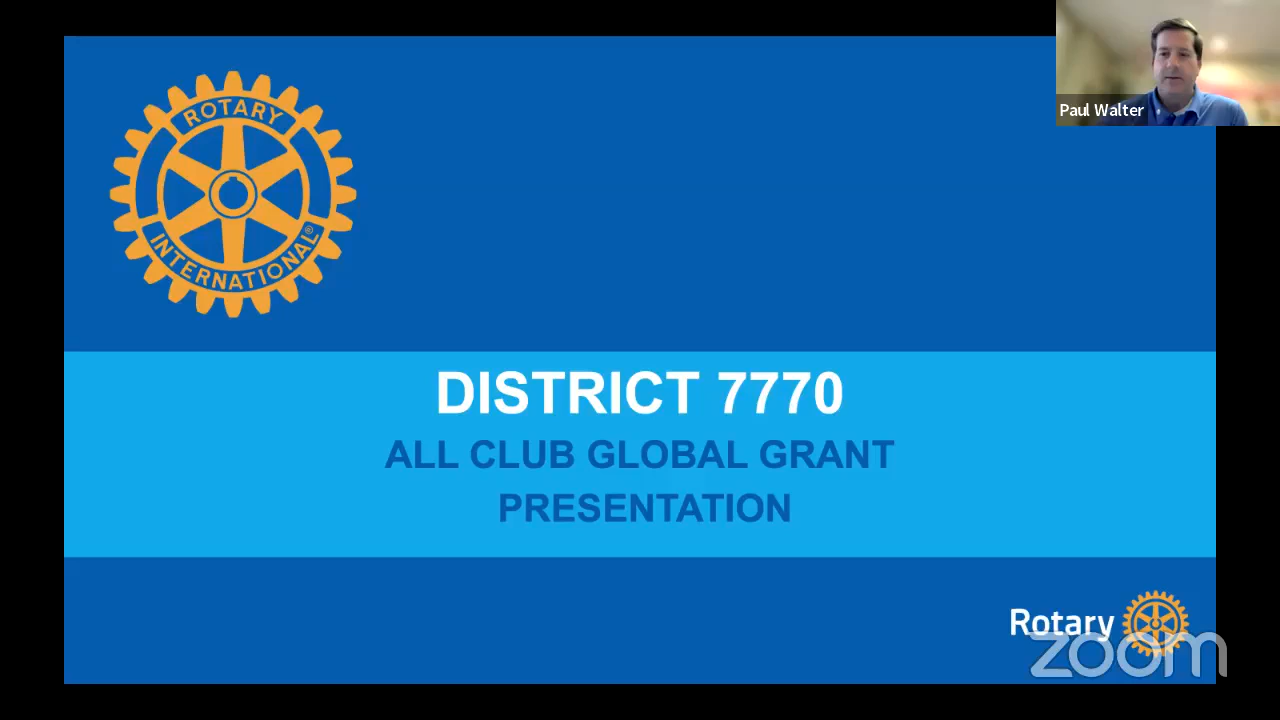 Paul Walter
ROTARY
INTERNATIONAL®
DISTRICT 7770
ALL CLUB GLOBAL GRANT
PRESENTATION
Rotary
zoom